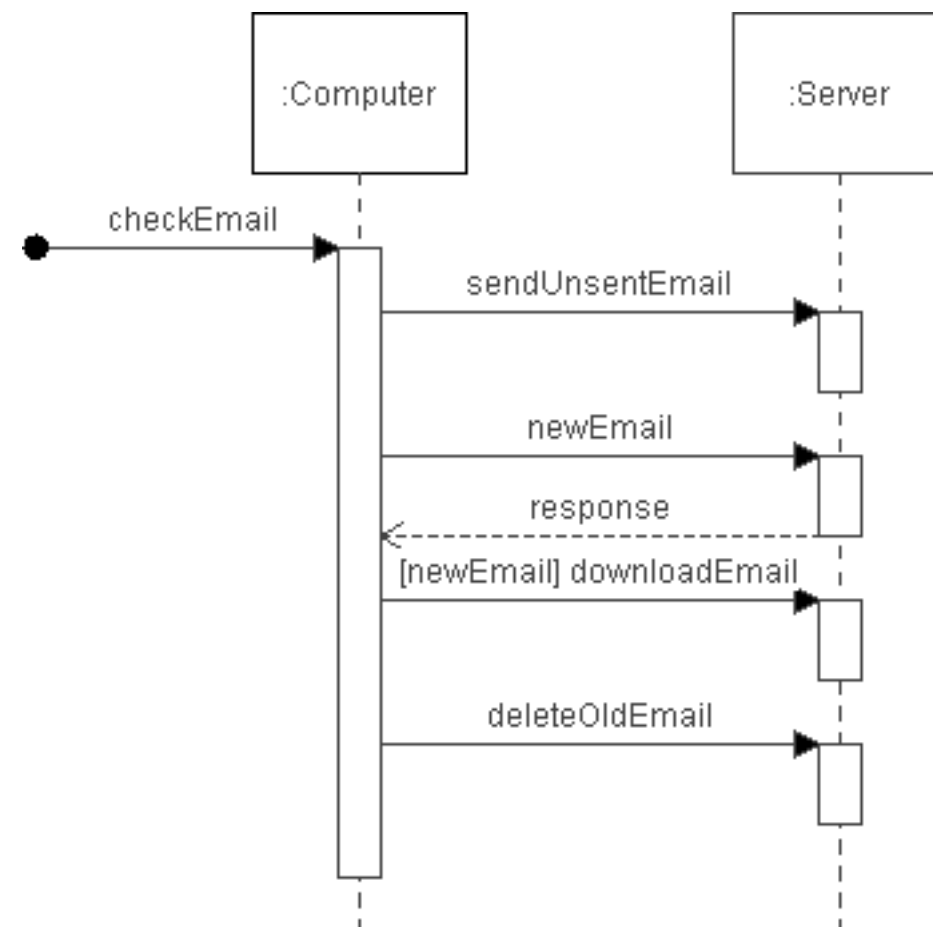 :Computer
:Server
checkEmail
sendUnsentEmail
newEmail
response
[newEmail] downloadEmail
deleteOldEmail